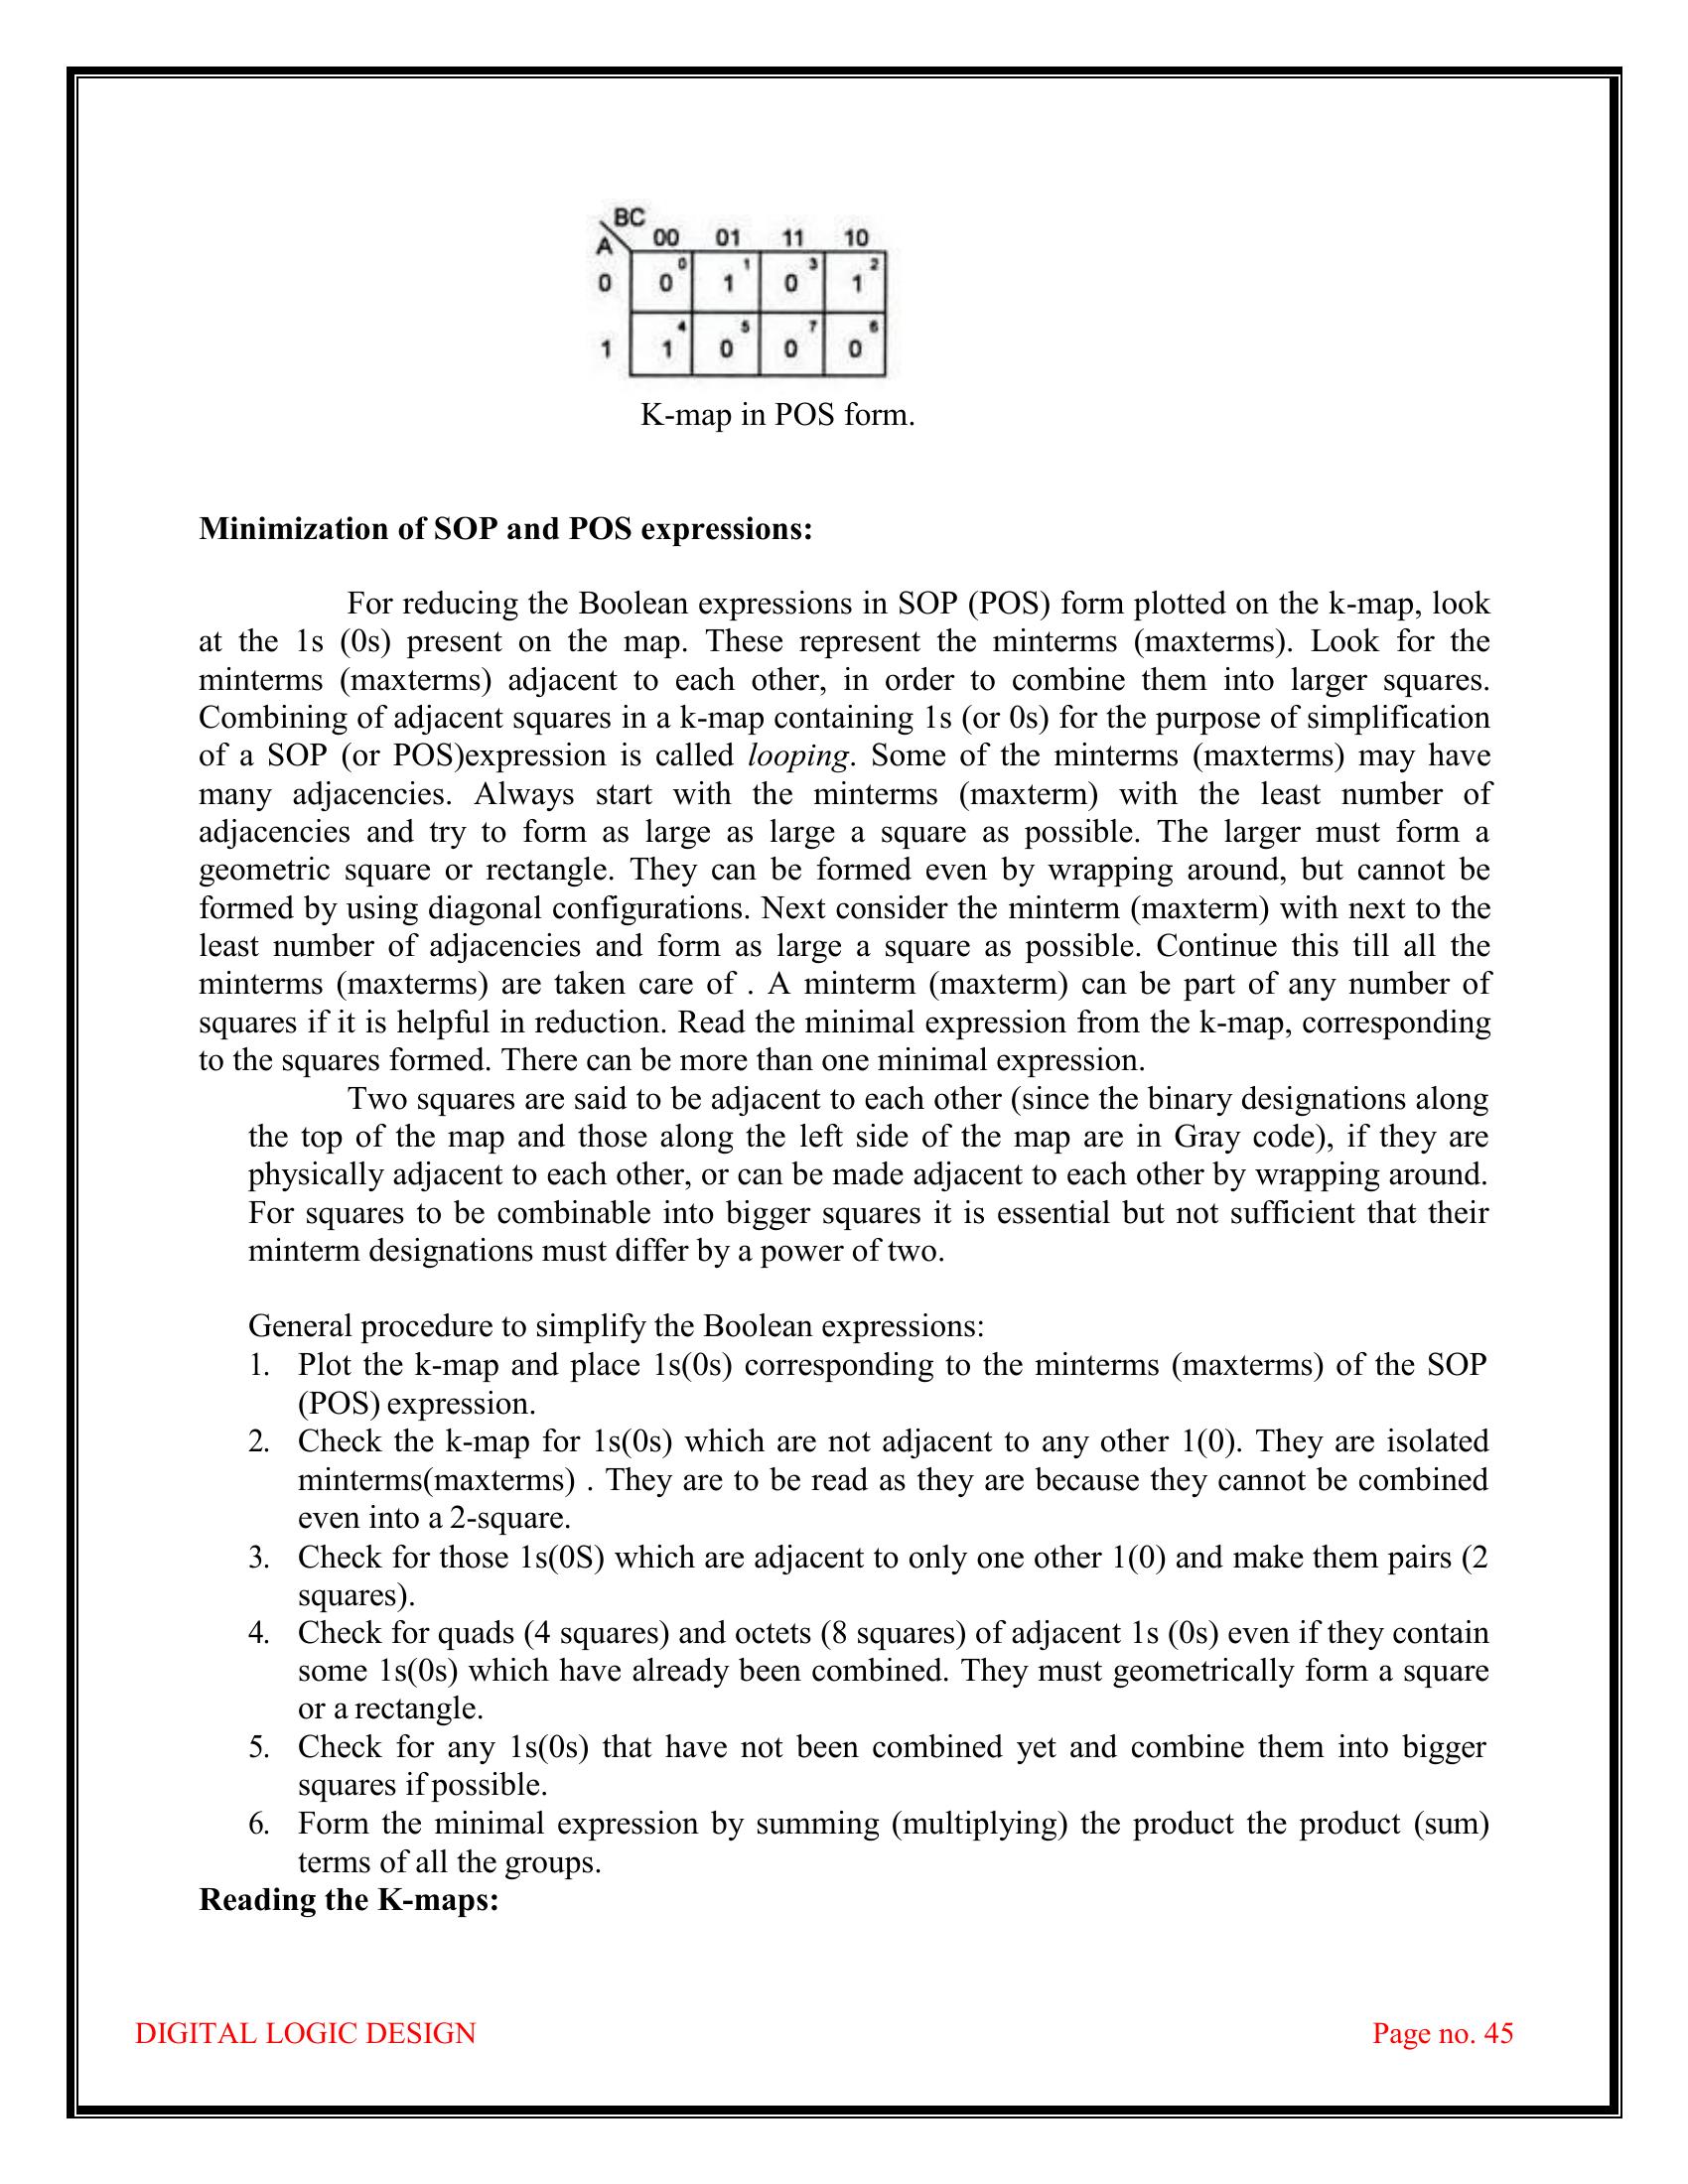 BC
A
00 01 11 10
0 0 0 1 1 0 3 1 2
1 1 4 0 5 0 7 0 6
K-map in POS form.
Minimization of SOP and POS expressions:
For reducing the Boolean expressions in SOP (POS) form plotted on the k-map, look
at the 1s (0s) present on the map. These represent the minterms (maxterms). Look for the
minterms (maxterms) adjacent to each other, in order to combine them into larger squares.
Combining of adjacent squares in a k-map containing 1s (or 0s) for the purpose of simplification
of a SOP (or POS)expression is called looping. Some of the minterms (maxterms) may have
many adjacencies. Always start with the minterms (maxterm) with the least number of
adjacencies and try to form as large as large a square as possible. The larger must form a
geometric square or rectangle. They can be formed even by wrapping around, but cannot be
formed by using diagonal configurations. Next consider the minterm (maxterm) with next to the
least number of adjacencies and form as large a square as possible. Continue this till all the
minterms (maxterms) are taken care of . A minterm (maxterm) can be part of any number of
squares if it is helpful in reduction. Read the minimal expression from the k-map, corresponding
to the squares formed. There can be more than one minimal expression.
Two squares are said to be adjacent to each other (since the binary designations along
the top of the map and those along the left side of the map are in Gray code), if they are
physically adjacent to each other, or can be made adjacent to each other by wrapping around.
For squares to be combinable into bigger squares it is essential but not sufficient that their
minterm designations must differ by a power of two.
General procedure to simplify the Boolean expressions:
1. Plot the k-map and place 1s(0s) corresponding to the minterms (maxterms) of the SOP
(POS) expression.
2. Check the k-map for 1s(0s) which are not adjacent to any other 1(0). They are isolated
minterms(maxterms) . They are to be read as they are because they cannot be combined
even into a 2-square.
3. Check for those 1s(0S) which are adjacent to only one other 1(0) and make them pairs (2
squares).
4. Check for quads (4 squares) and octets (8 squares) of adjacent 1s (0s) even if they contain
some 1s(0s) which have already been combined. They must geometrically form a square
or a rectangle.
5. Check for any 1s(0s) that have not been combined yet and combine them into bigger
squares if possible.
6. Form the minimal expression by summing (multiplying) the product the product (sum)
terms of all the groups.
Reading the K-maps:
DIGITAL LOGIC DESIGN Page no. 45